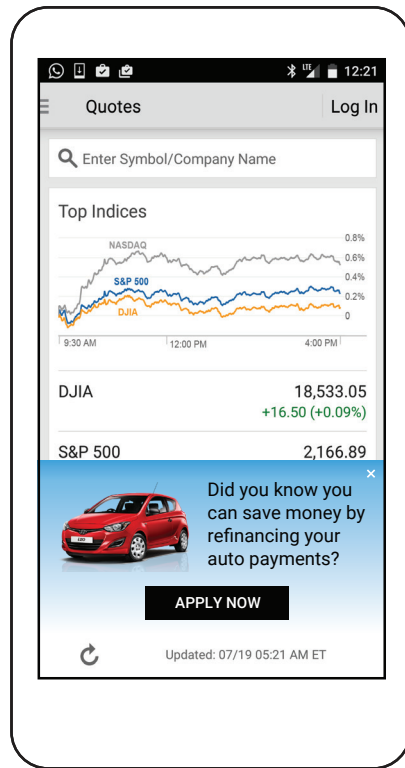 LTE 12:21
Quotes Log In
Enter Symbol/Company Name
Top Indices
0.8%
NASDAQ
0.6%
0.4%
S&P 500
0.2%
DJIA
0
9:30 AM 12:00 PM 4:00 PM
DJIA 18,533.05
+16.50 (+0.09%)
S&P 500 2,166.89
Did you know you
can save money by
refinancing your
auto payments?
APPLY NOW
Updated: 07/19 05:21 AM ET